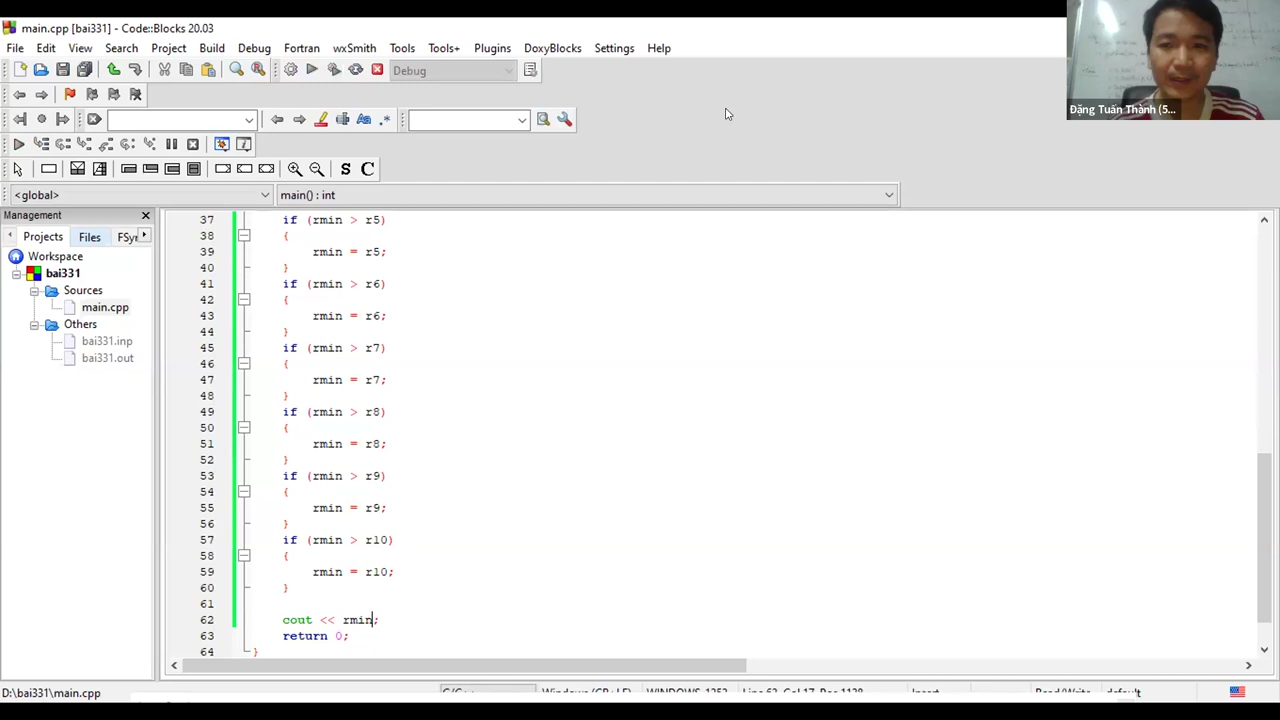 main.cpp [bai331] - Code::Blocks 20.03
File Edit View Search Project Build Debug Fortran wxSmith Tools Tools+ Plugins DoxyBlocks Settings Help
Debug
Đặng Tuấn Thành (5...
S C
<global> main() : int
Management
Projects Files FSyr
Workspace
bai331
Sources
main.cpp
Others
bai331.inp
bai331.out
37 if (rmin > r5)
38 {
39 rmin = r5;
40 }
41 if (rmin > r6)
42 {
43 rmin = r6;
44 }
45 if (rmin > r7)
46 {
47 rmin = r7;
48 }
49 if (rmin > r8)
50 {
51 rmin = r8;
52 }
53 if (rmin > r9)
54 {
55 rmin = r9;
56 }
57 if (rmin > r10)
58 {
59 rmin = r10;
60 }
61
62 cout << rmin;
63 return 0;
64 }
D:\bai331\main.cpp C/C++ Windows (CR+LF) WINDOWS-1252 Insert Read/Write default